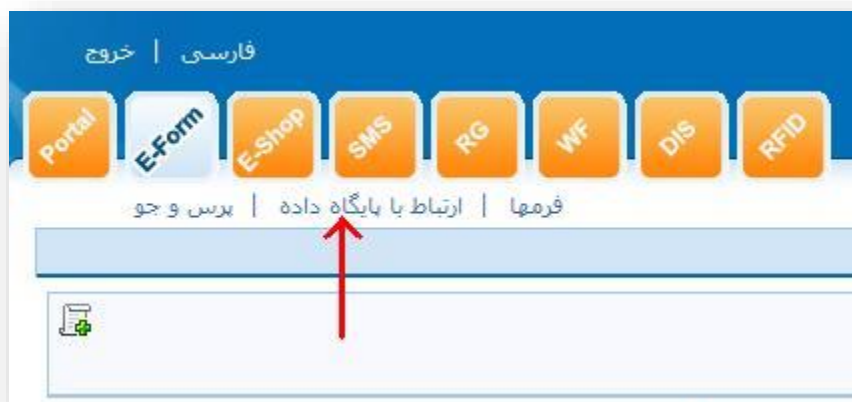 فارسی | خروج
Portal E-Form E-Shop SMS RG WF DIS RFID
فرمها | ارتباط با پایگاه داده | پرس و جو